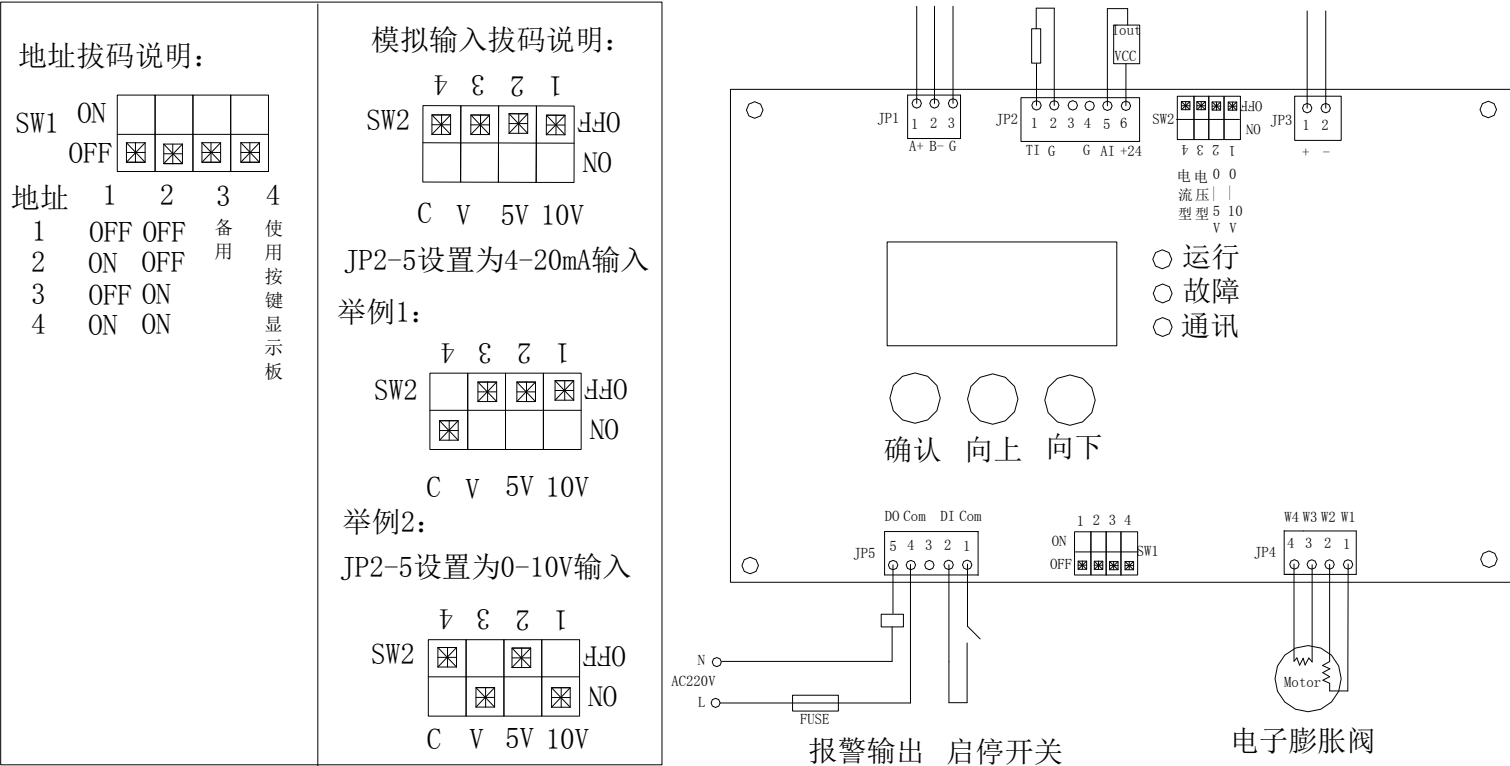 地址拔码说明:
SW1 ON
OFF
地址 1 2 3 4
1 OFF OFF
2 ON OFF
3 OFF ON
4 ON ON
备用
使用按键显示板
模拟输入拔码说明:
4 3 2 1
SW2 OFF
ON
C V 5V 10V
JP2-5设置为4-20mA输入
举例1:
4 3 2 1
SW2 OFF
ON
C V 5V 10V
举例2:
JP2-5设置为0-10V输入
4 3 2 1
SW2 OFF
ON
C V 5V 10V
Iout
VCC
JP1 1 2 3
A+ B- G
JP2 1 2 3 4 5 6
TI G G AI +24
SW2 OFF
ON
4 3 2 1
电流型
电压型
0|5V
0|10V
JP3 1 2
+ -
运行
故障
通讯
确认 向上 向下
DO Com DI Com
JP5 5 4 3 2 1
1 2 3 4
ON
OFF
SW1
W4 W3 W2 W1
JP4 4 3 2 1
N
AC220V
L
FUSE
Motor
报警输出 启停开关
电子膨胀阀